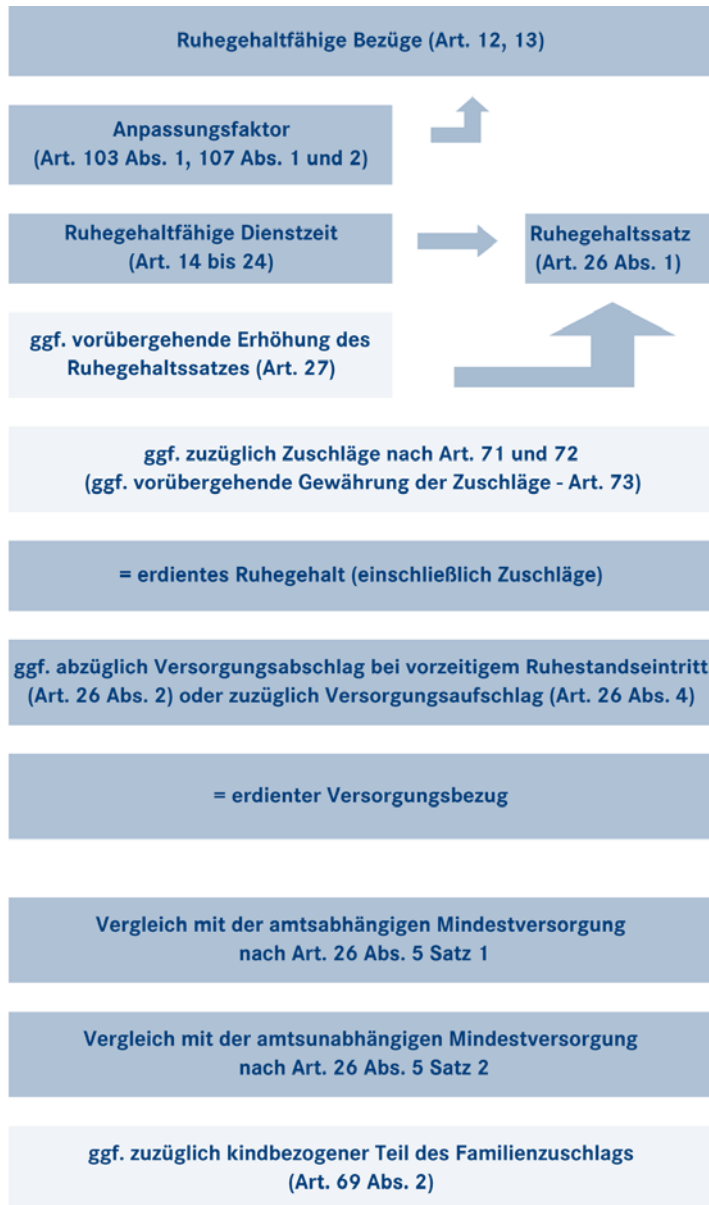 Ruhegehaltfähige Bezüge (Art. 12, 13)
Anpassungsfaktor
(Art. 103 Abs. 1, 107 Abs. 1 und 2)
Ruhegehaltfähige Dienstzeit
(Art. 14 bis 24)
Ruhegehaltssatz
(Art. 26 Abs. 1)
ggf. vorübergehende Erhöhung des
Ruhegehaltssatzes (Art. 27)
ggf. zuzüglich Zuschläge nach Art. 71 und 72
(ggf. vorübergehende Gewährung der Zuschläge - Art. 73)
= erdientes Ruhegehalt (einschließlich Zuschläge)
ggf. abzüglich Versorgungsabschlag bei vorzeitigem Ruhestandseintritt
(Art. 26 Abs. 2) oder zuzüglich Versorgungsaufschlag (Art. 26 Abs. 4)
= erdienter Versorgungsbezug
Vergleich mit der amtsabhängigen Mindestversorgung
nach Art. 26 Abs. 5 Satz 1
Vergleich mit der amtsunabhängigen Mindestversorgung
nach Art. 26 Abs. 5 Satz 2
ggf. zuzüglich kindbezogener Teil des Familienzuschlags
(Art. 69 Abs. 2)